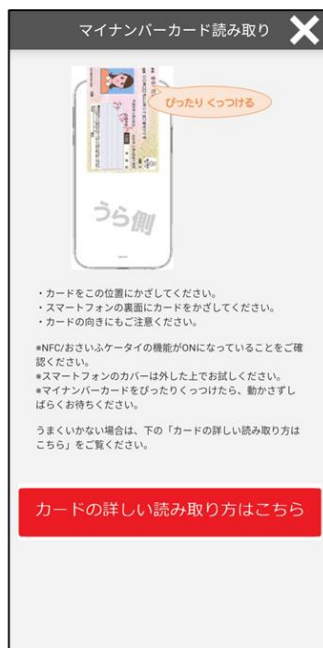 マイナンバーカード読み取り
ぴったり くっつける
うら側
・カードをこの位置にかざしてください。
・スマートフォンの裏面にカードをかざしてください。
・カードの向きにもご注意ください。
※NFC/おさいふケータイの機能がONになっていることをご確
認ください。
※スマートフォンのカバーは外した上でお試しください。
※マイナンバーカードをぴったりくっつけたら、動かさずし
ばらくお待ちください。
うまくいかない場合は、下の「カードの詳しい読み取り方は
こちら」をご覧ください。
カードの詳しい読み取り方はこちら